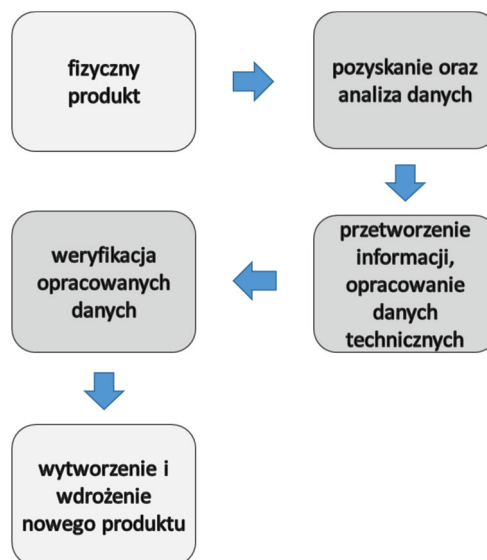 fizyczny
produkt
pozyskanie oraz
analiza danych
przetworzenie
informacji,
opracowanie
danych
technicznych
weryfikacja
opracowanych
danych
wytworzenie i
wdrożenie
nowego produktu